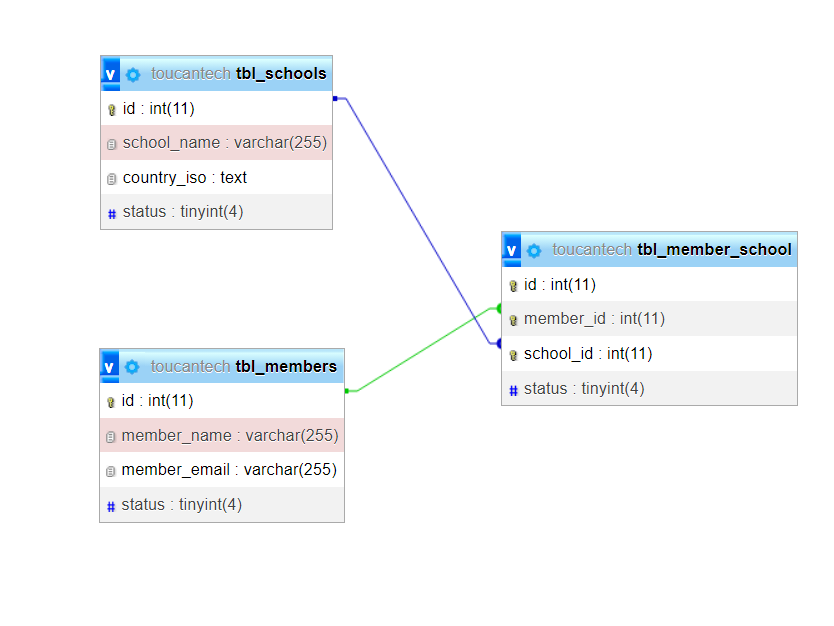 v toucantech tbl_schools
id : int(11)
school_name : varchar(255)
country_iso : text
# status : tinyint(4)
v toucantech tbl_member_school
id : int(11)
member_id : int(11)
school_id : int(11)
# status : tinyint(4)
v toucantech tbl_members
id : int(11)
member_name : varchar(255)
member_email : varchar(255)
# status : tinyint(4)